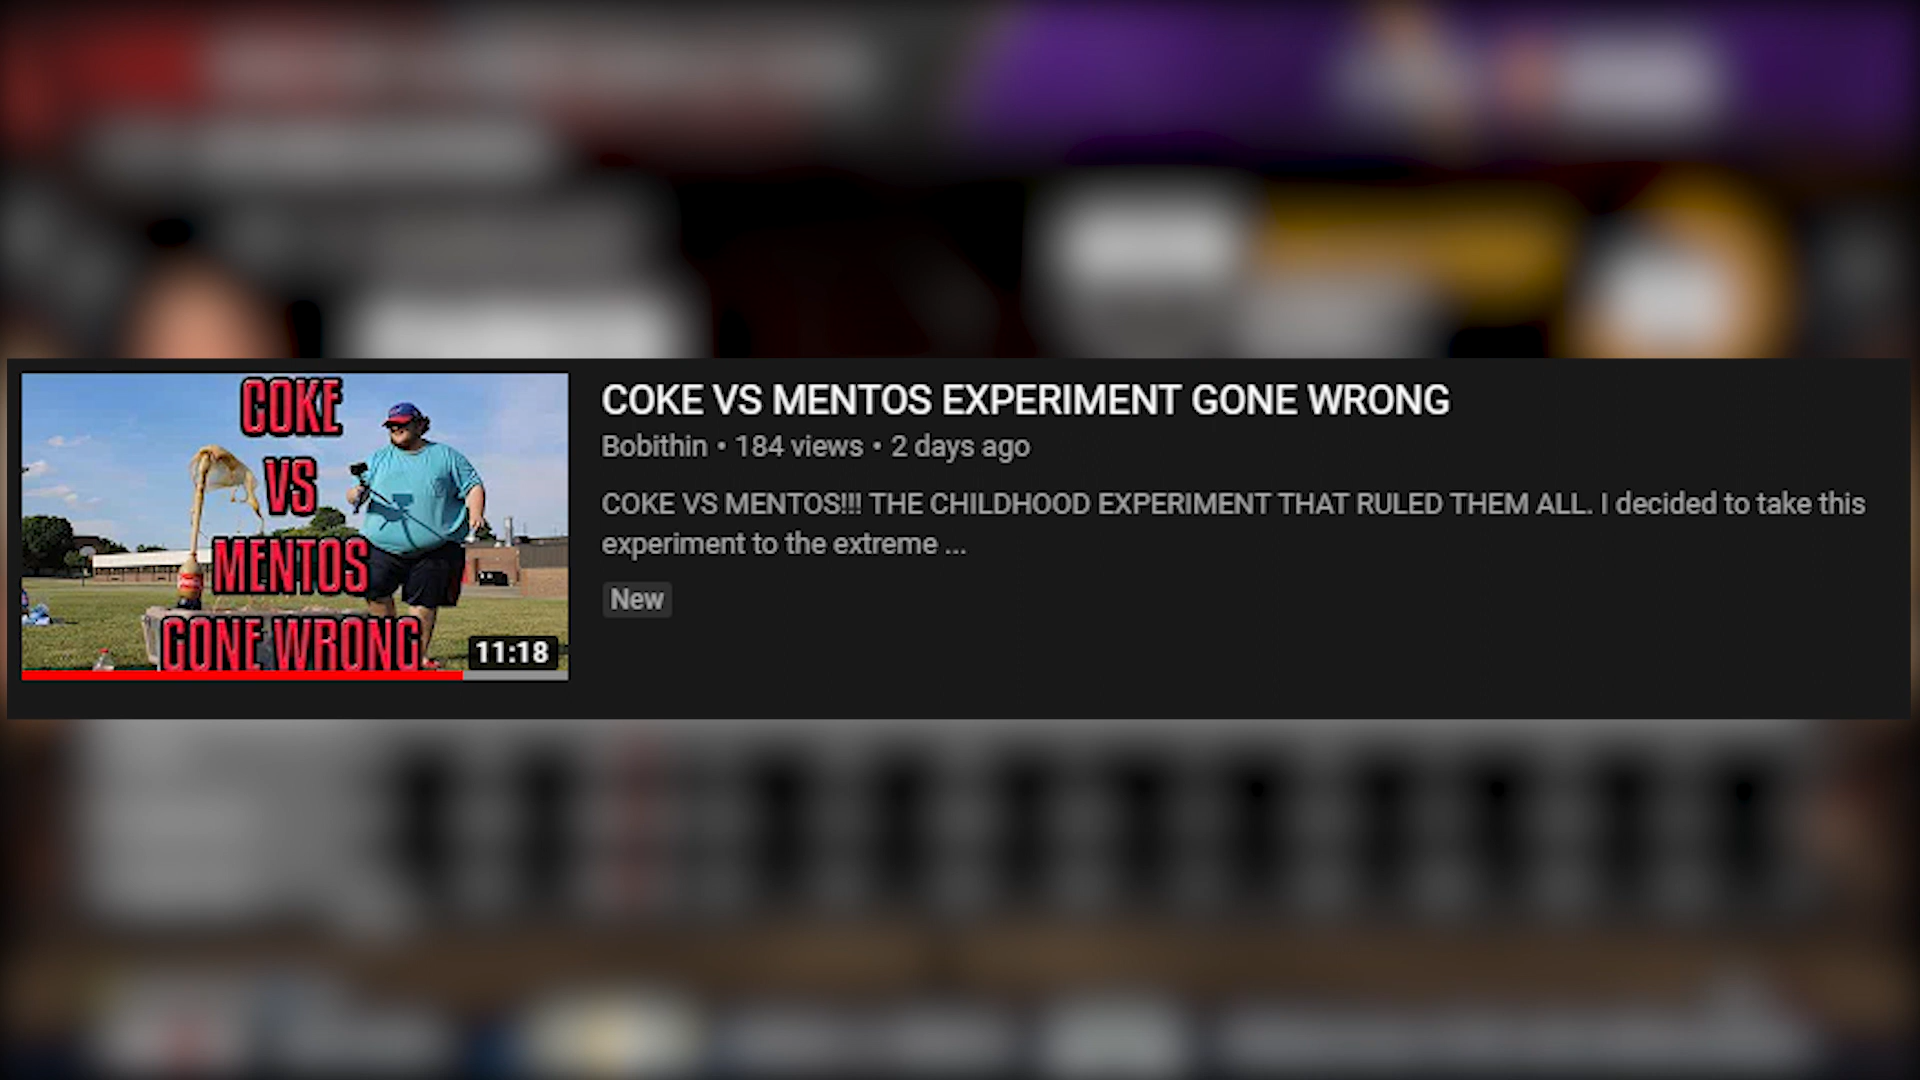 COKE
VS
MENTOS
GONE WRONG
11:18
COKE VS MENTOS EXPERIMENT GONE WRONG
Bobithin • 184 views • 2 days ago
COKE VS MENTOS!!! THE CHILDHOOD EXPERIMENT THAT RULED THEM ALL. I decided to take this
experiment to the extreme ...
New